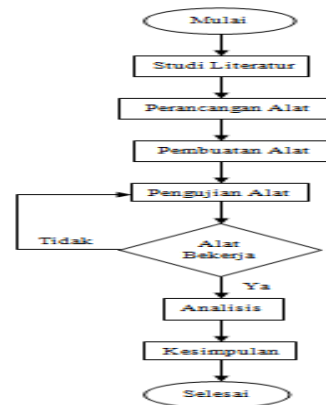 Mulai
Studi Literatur
Perancangan Alat
Pembuatan Alat
Pengujian Alat
Tidak
Alat
Bekerja
Ya
Analisis
Kesimpulan
Selesai